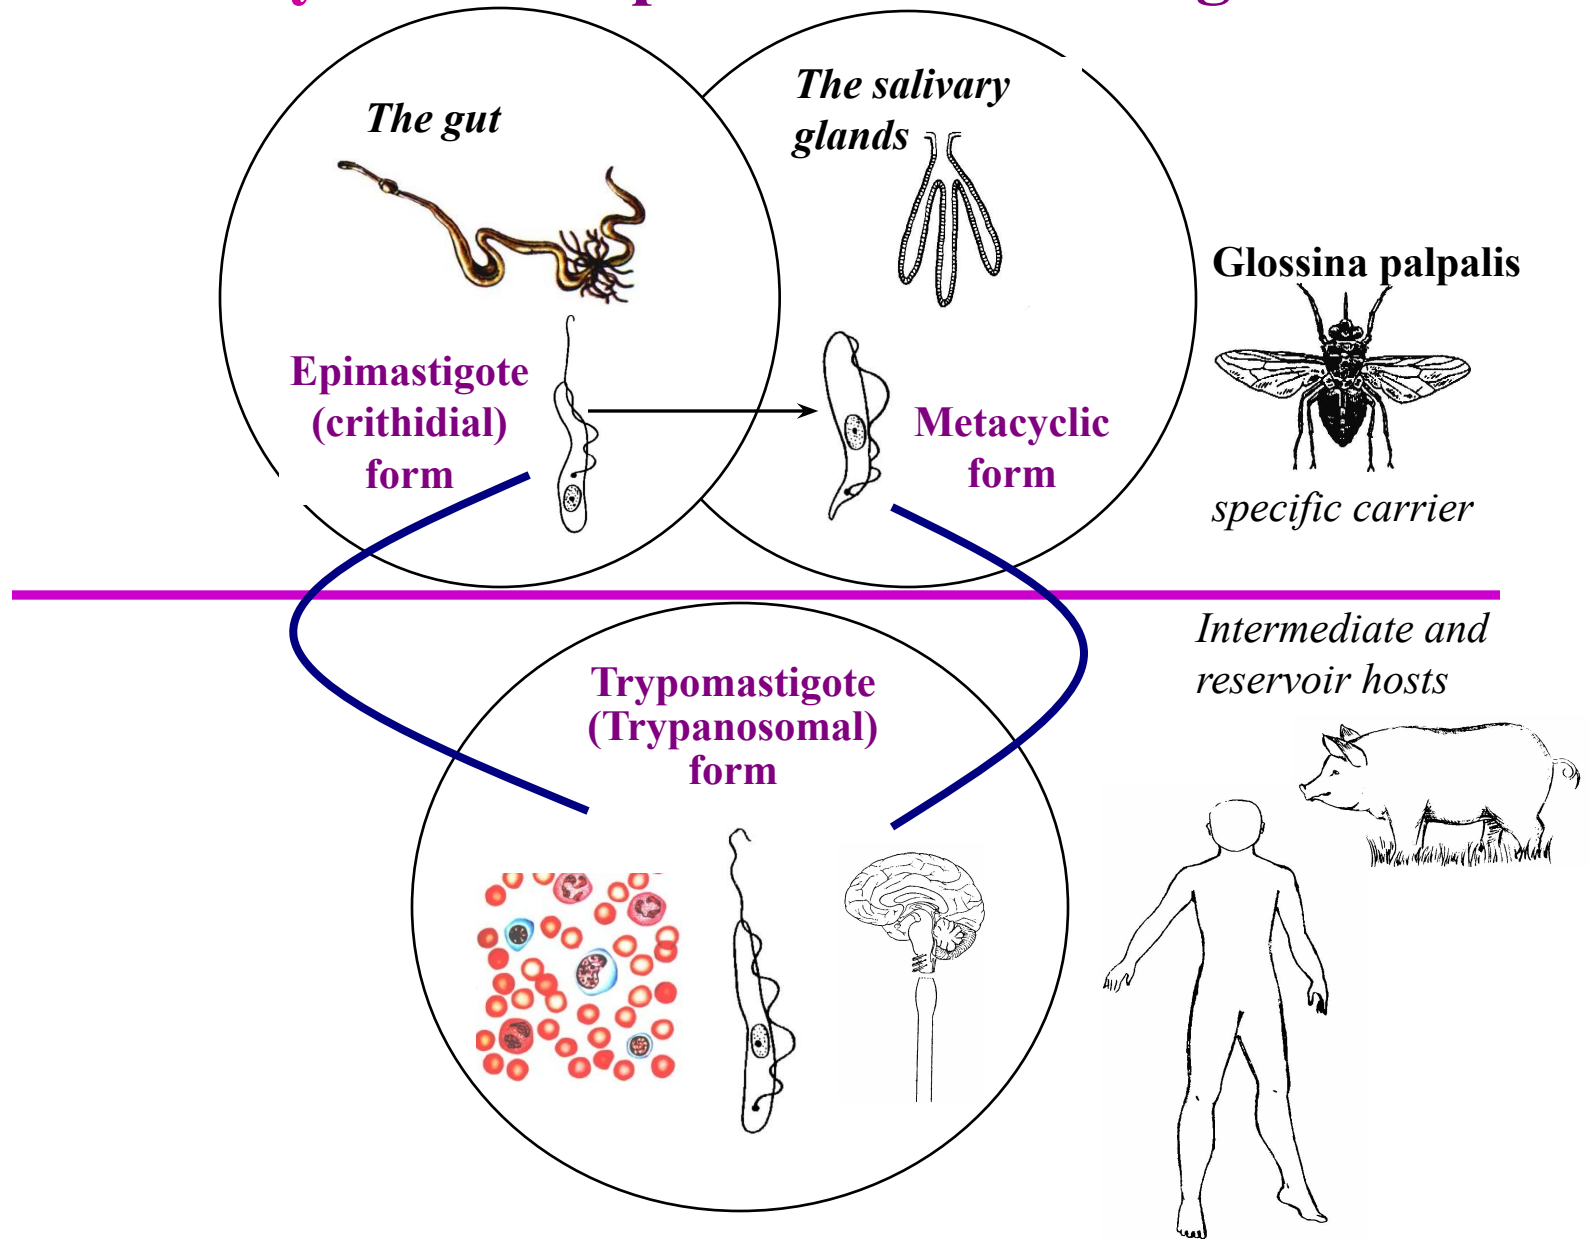 The gut
The salivary
glands
Glossina palpalis
Epimastigote
(crithidial)
form
Metacyclic
form
specific carrier
Intermediate and
reservoir hosts
Trypomastigote
(Trypanosomal)
form